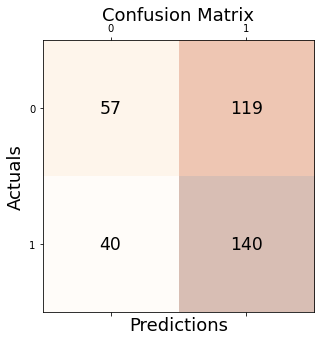 Confusion Matrix
0 1
0 57 119
1 40 140
Actuals
Predictions